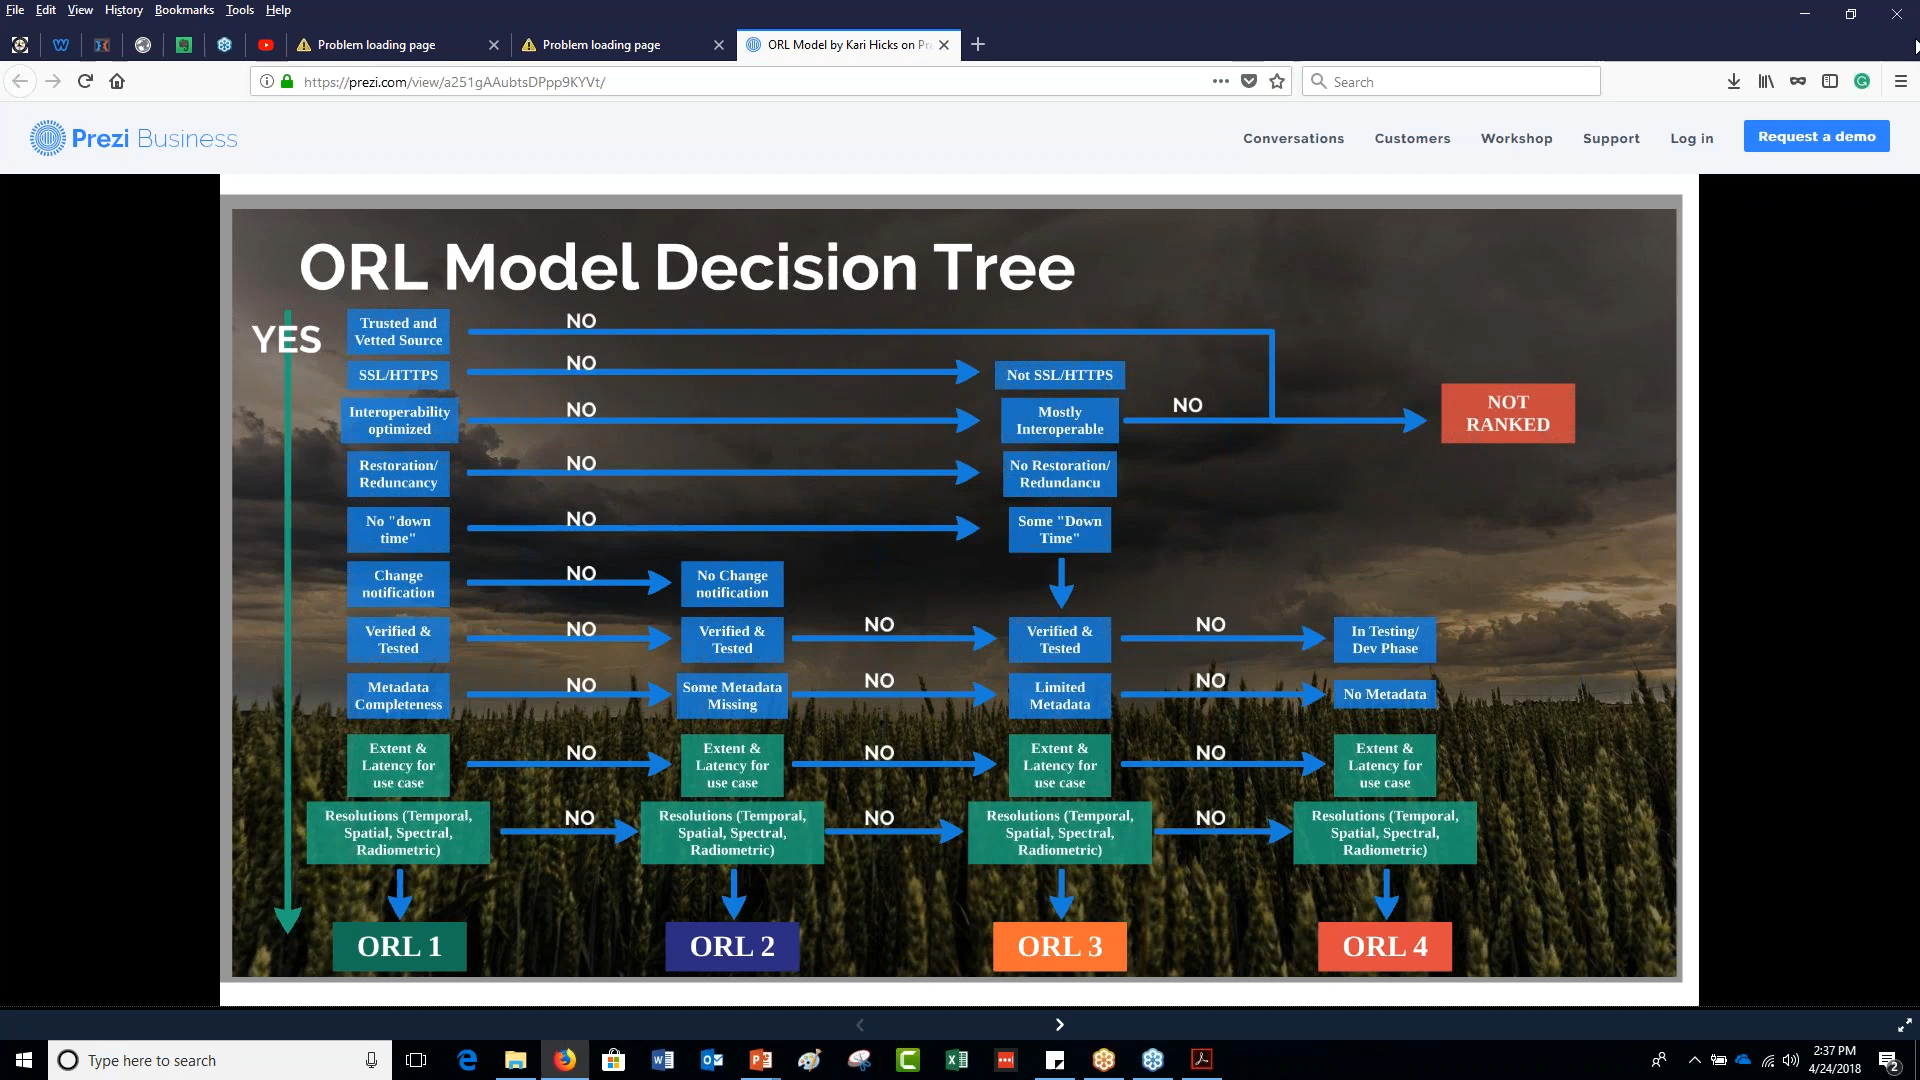 File Edit View History Bookmarks Tools Help
Problem loading page
Problem loading page
ORL Model by Kari Hicks on Pre
https://prezi.com/view/a251gAAubtsDPpp9KYVt/
Search
Prezi Business
Conversations Customers Workshop Support Log in Request a demo
ORL Model Decision Tree
YES
Trusted and
Vetted Source
NO
SSL/HTTPS
NO
Not SSL/HTTPS
Interoperability
optimized
NO
Mostly
Interoperable
NO
NOT
RANKED
Restoration/
Reduncancy
NO
No Restoration/
Redundancu
No "down
time"
NO
Some "Down
Time"
Change
notification
NO
No Change
notification
Verified &
Tested
NO
Verified &
Tested
NO
Verified &
Tested
NO
In Testing/
Dev Phase
Metadata
Completeness
NO
Some Metadata
Missing
NO
Limited
Metadata
NO
No Metadata
Extent &
Latency for
use case
NO
Extent &
Latency for
use case
NO
Extent &
Latency for
use case
NO
Extent &
Latency for
use case
Resolutions (Temporal,
Spatial, Spectral,
Radiometric)
NO
Resolutions (Temporal,
Spatial, Spectral,
Radiometric)
NO
Resolutions (Temporal,
Spatial, Spectral,
Radiometric)
NO
Resolutions (Temporal,
Spatial, Spectral,
Radiometric)
ORL 1
ORL 2
ORL 3
ORL 4
Type here to search
2:37 PM
4/24/2018
2